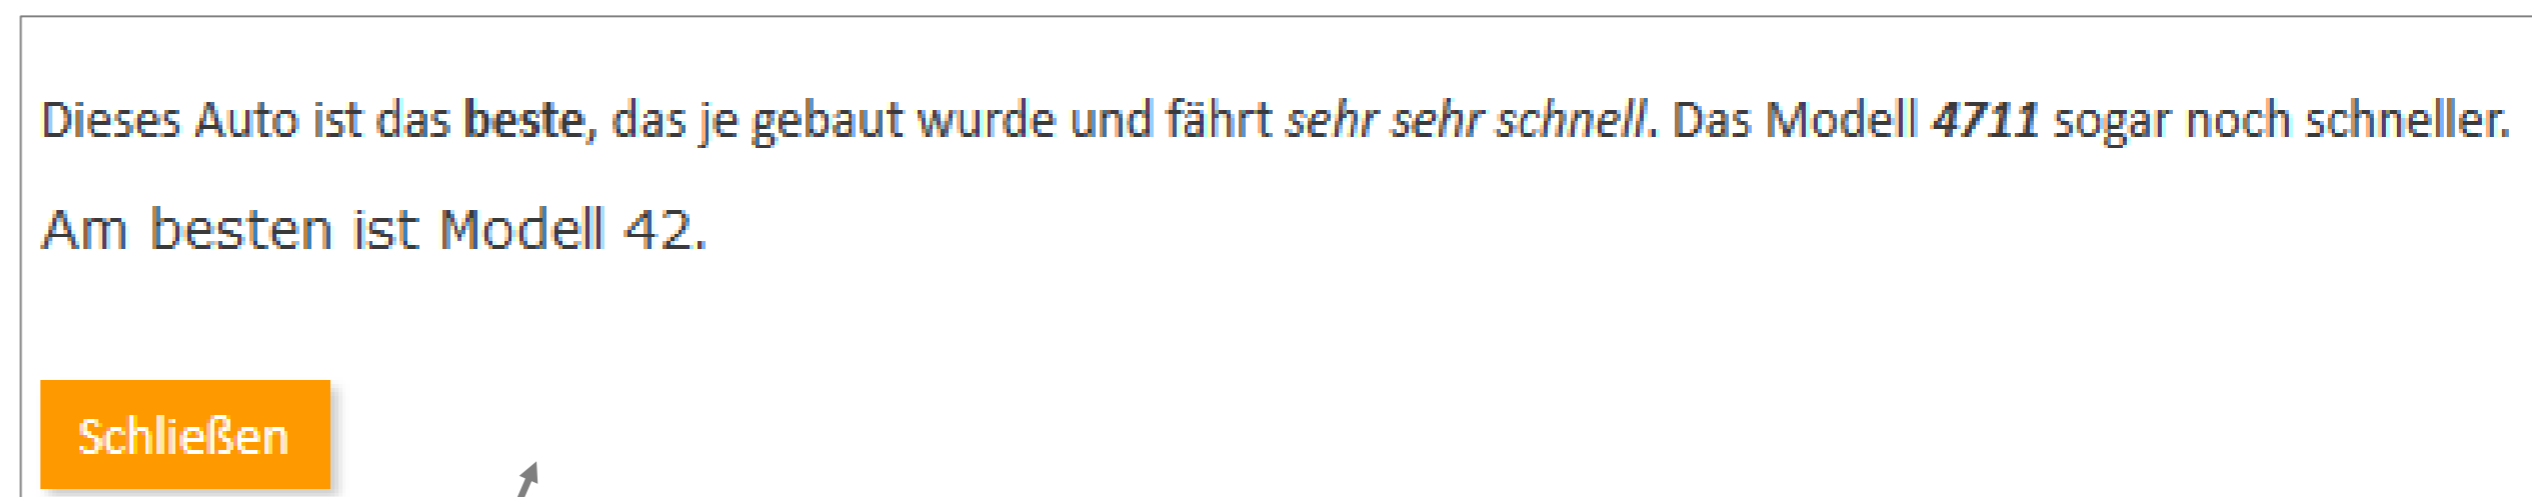 Dieses Auto ist das beste, das je gebaut wurde und fährt sehr sehr schnell. Das Modell 4711 sogar noch schneller.
Am besten ist Modell 42.
Schließen